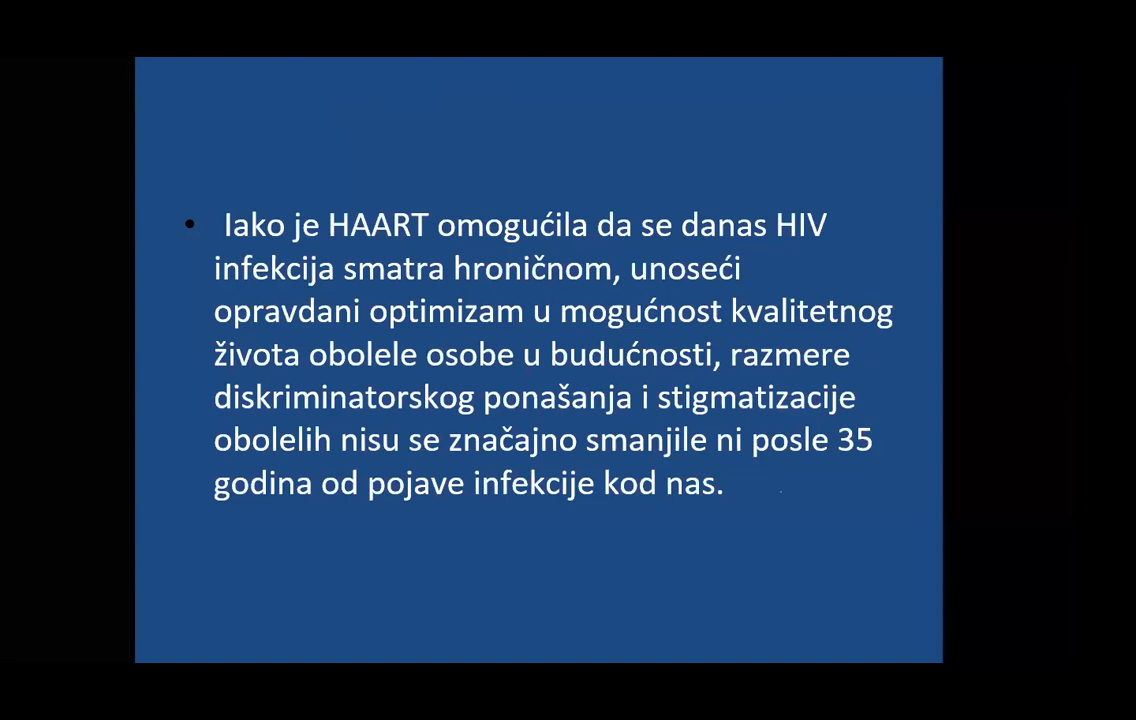 • Iako je HAART omogućila da se danas HIV
infekcija smatra hroničnom, unoseći
opravdani optimizam u mogućnost kvalitetnog
života obolele osobe u budućnosti, razmere
diskriminatorskog ponašanja i stigmatizacije
obolelih nisu se značajno smanjile ni posle 35
godina od pojave infekcije kod nas.